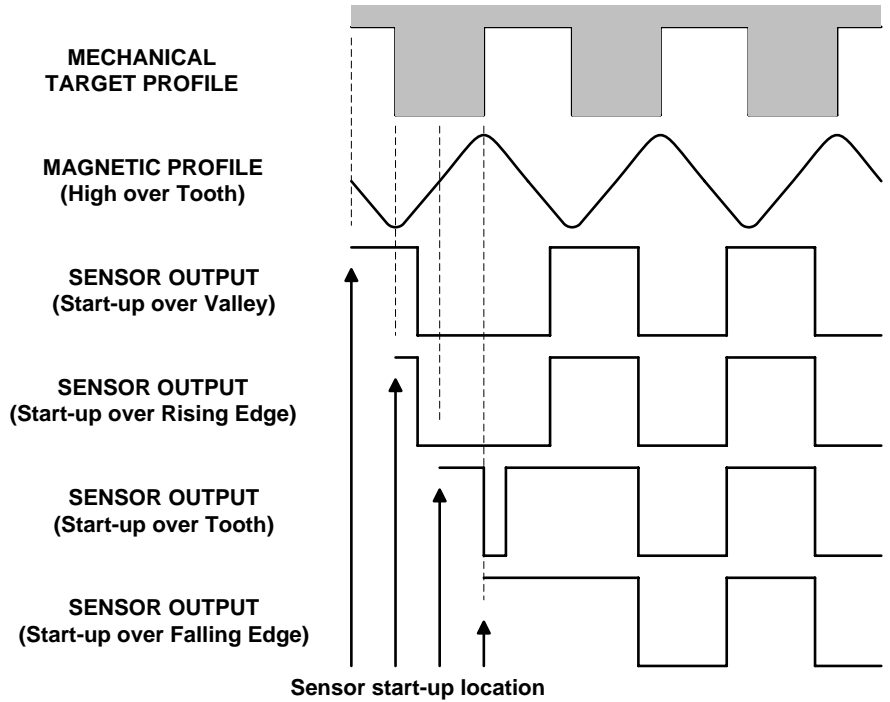 MECHANICAL
TARGET PROFILE
MAGNETIC PROFILE
(High over Tooth)
SENSOR OUTPUT
(Start-up over Valley)
SENSOR OUTPUT
(Start-up over Rising Edge)
SENSOR OUTPUT
(Start-up over Tooth)
SENSOR OUTPUT
(Start-up over Falling Edge)
Sensor start-up location